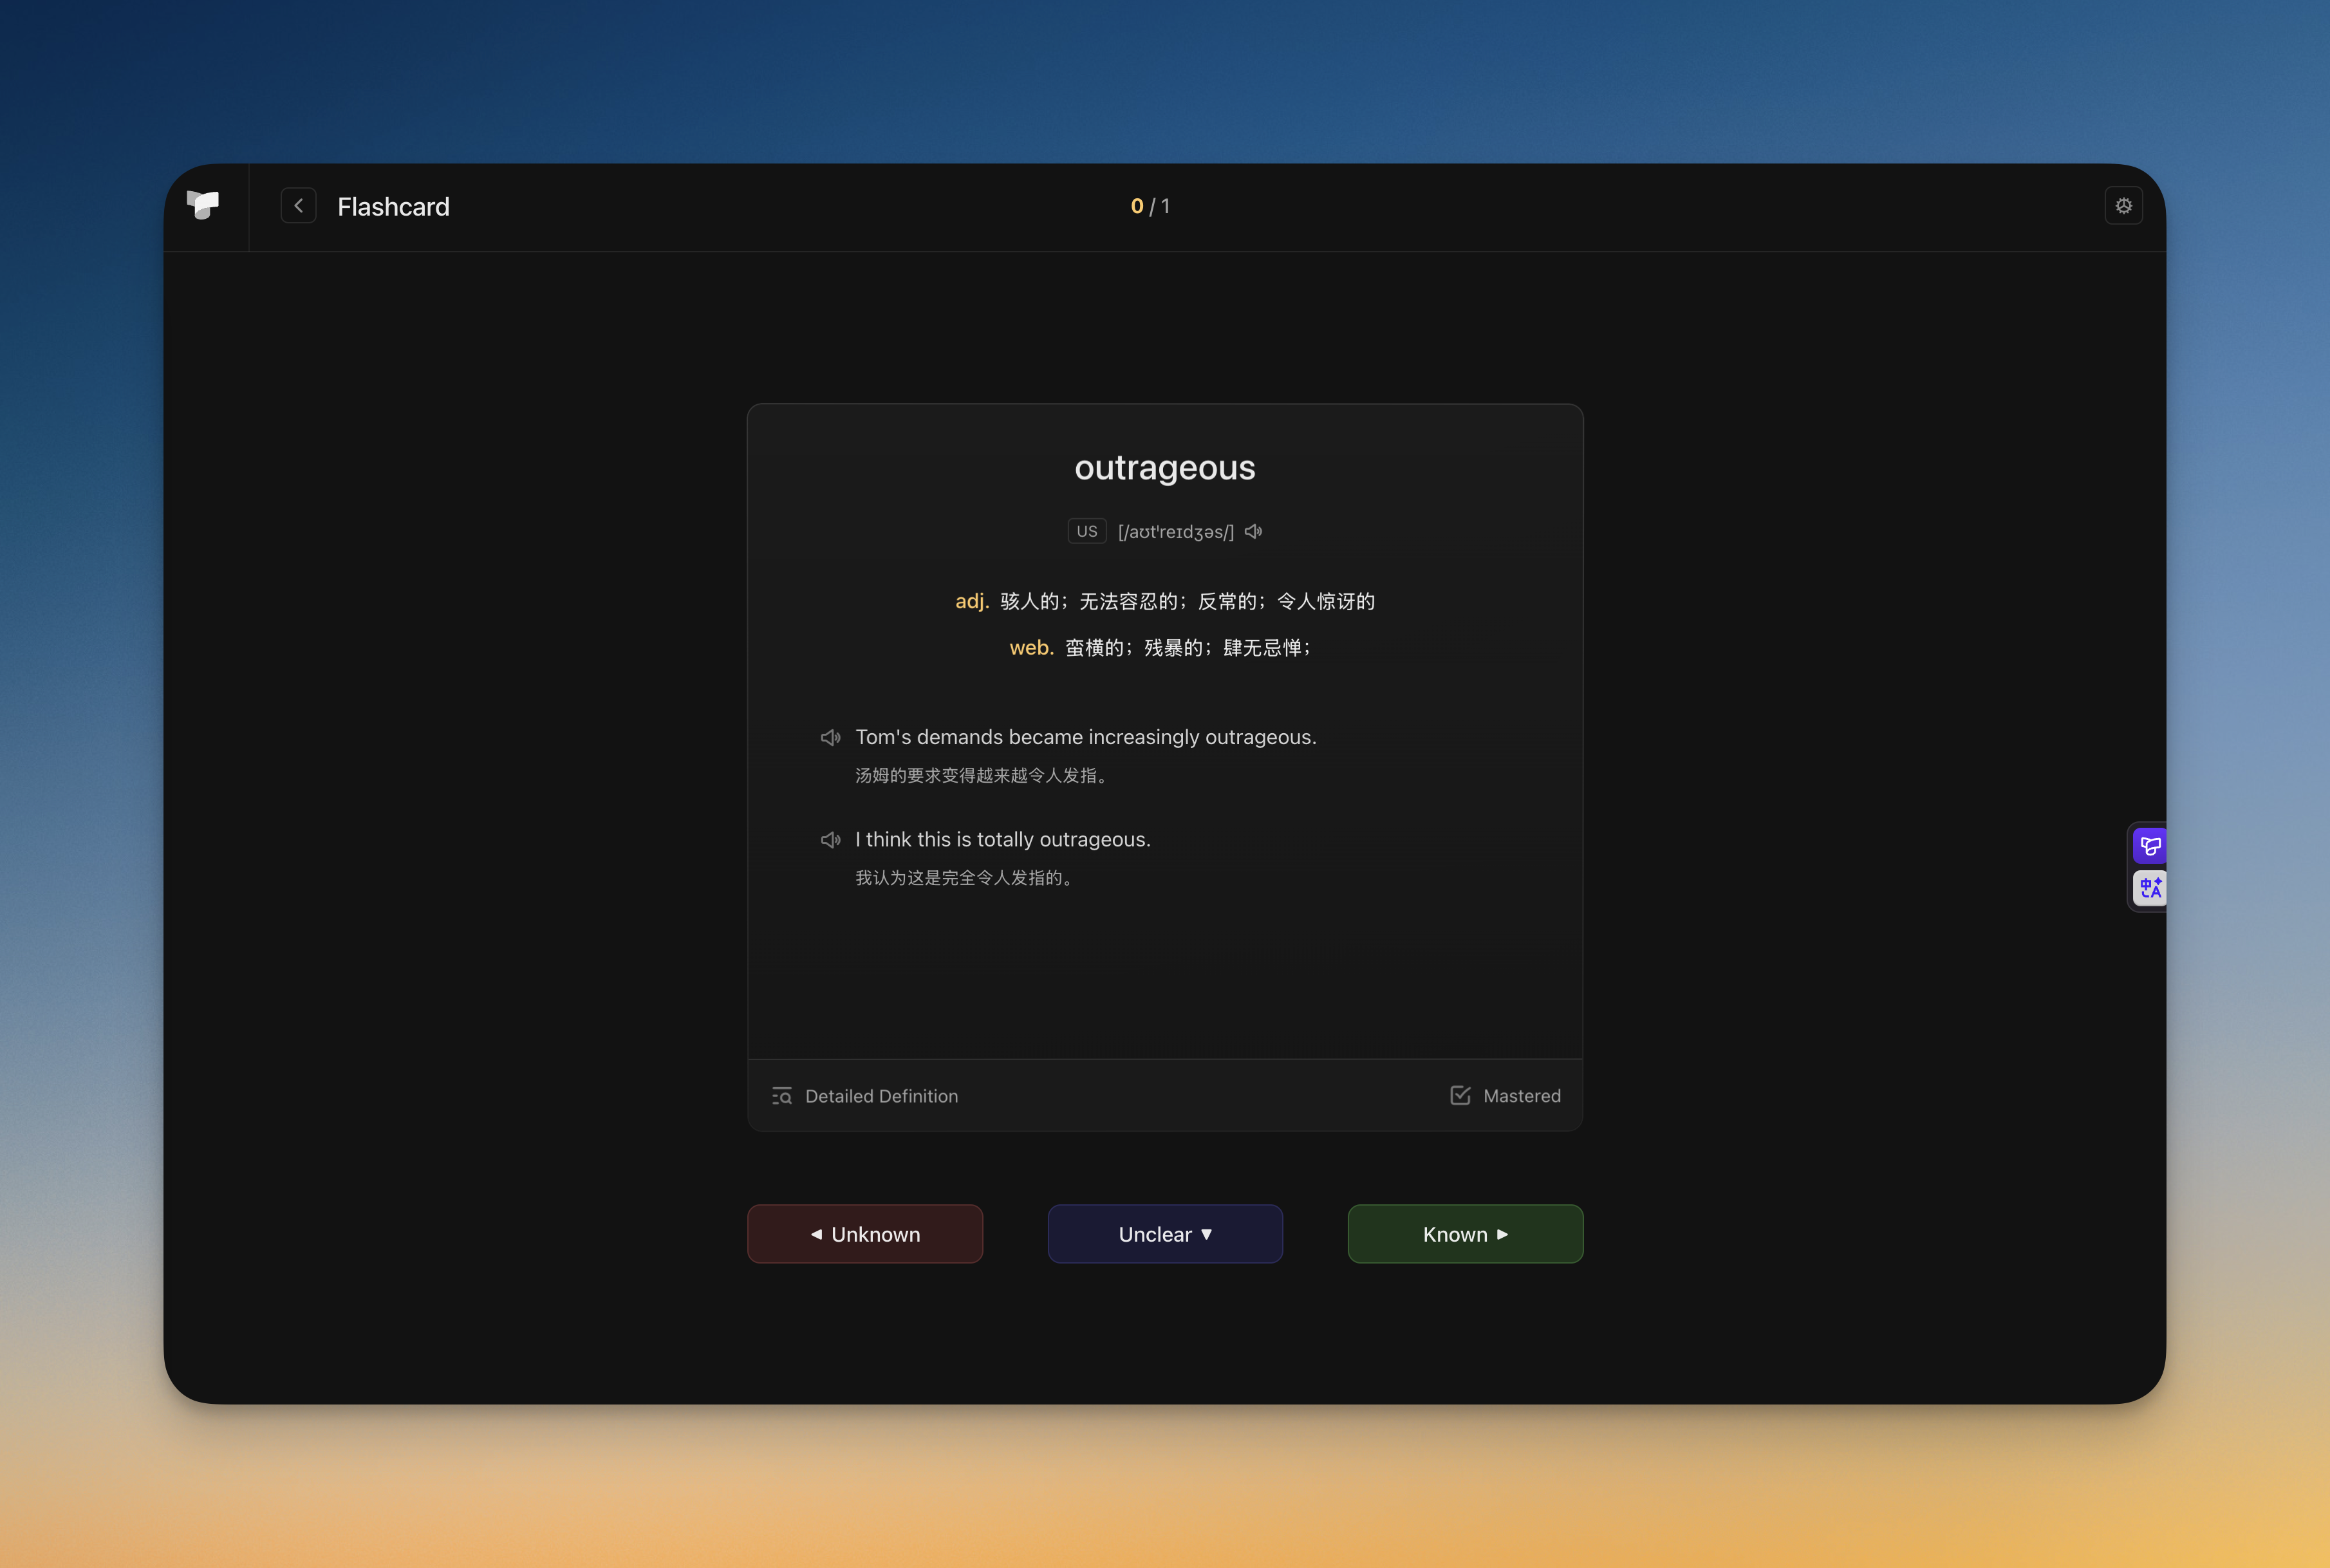 Flashcard
0 / 1
outrageous
US [/aʊtˈreɪdʒəs/]
adj. 骇人的；无法容忍的；反常的；令人惊讶的
web. 蛮横的；残暴的；肆无忌惮；
Tom's demands became increasingly outrageous.
汤姆的要求变得越来越令人发指。
I think this is totally outrageous.
我认为这是完全令人发指的。
Detailed Definition
Mastered
◀ Unknown
Unclear ▼
Known ▶
中A